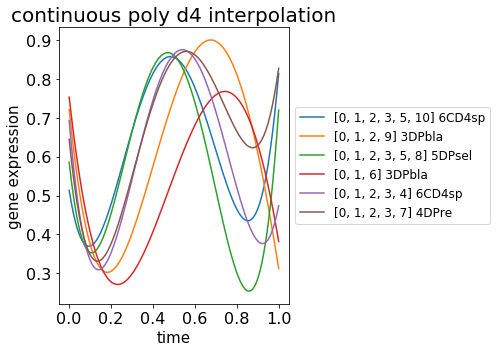 continuous poly d4 interpolation
gene expression
0.9
0.8
0.7
0.6
0.5
0.4
0.3
0.0 0.2 0.4 0.6 0.8 1.0
time
[0, 1, 2, 3, 5, 10] 6CD4sp
[0, 1, 2, 9] 3DPbla
[0, 1, 2, 3, 5, 8] 5DPsel
[0, 1, 6] 3DPbla
[0, 1, 2, 3, 4] 6CD4sp
[0, 1, 2, 3, 7] 4DPre